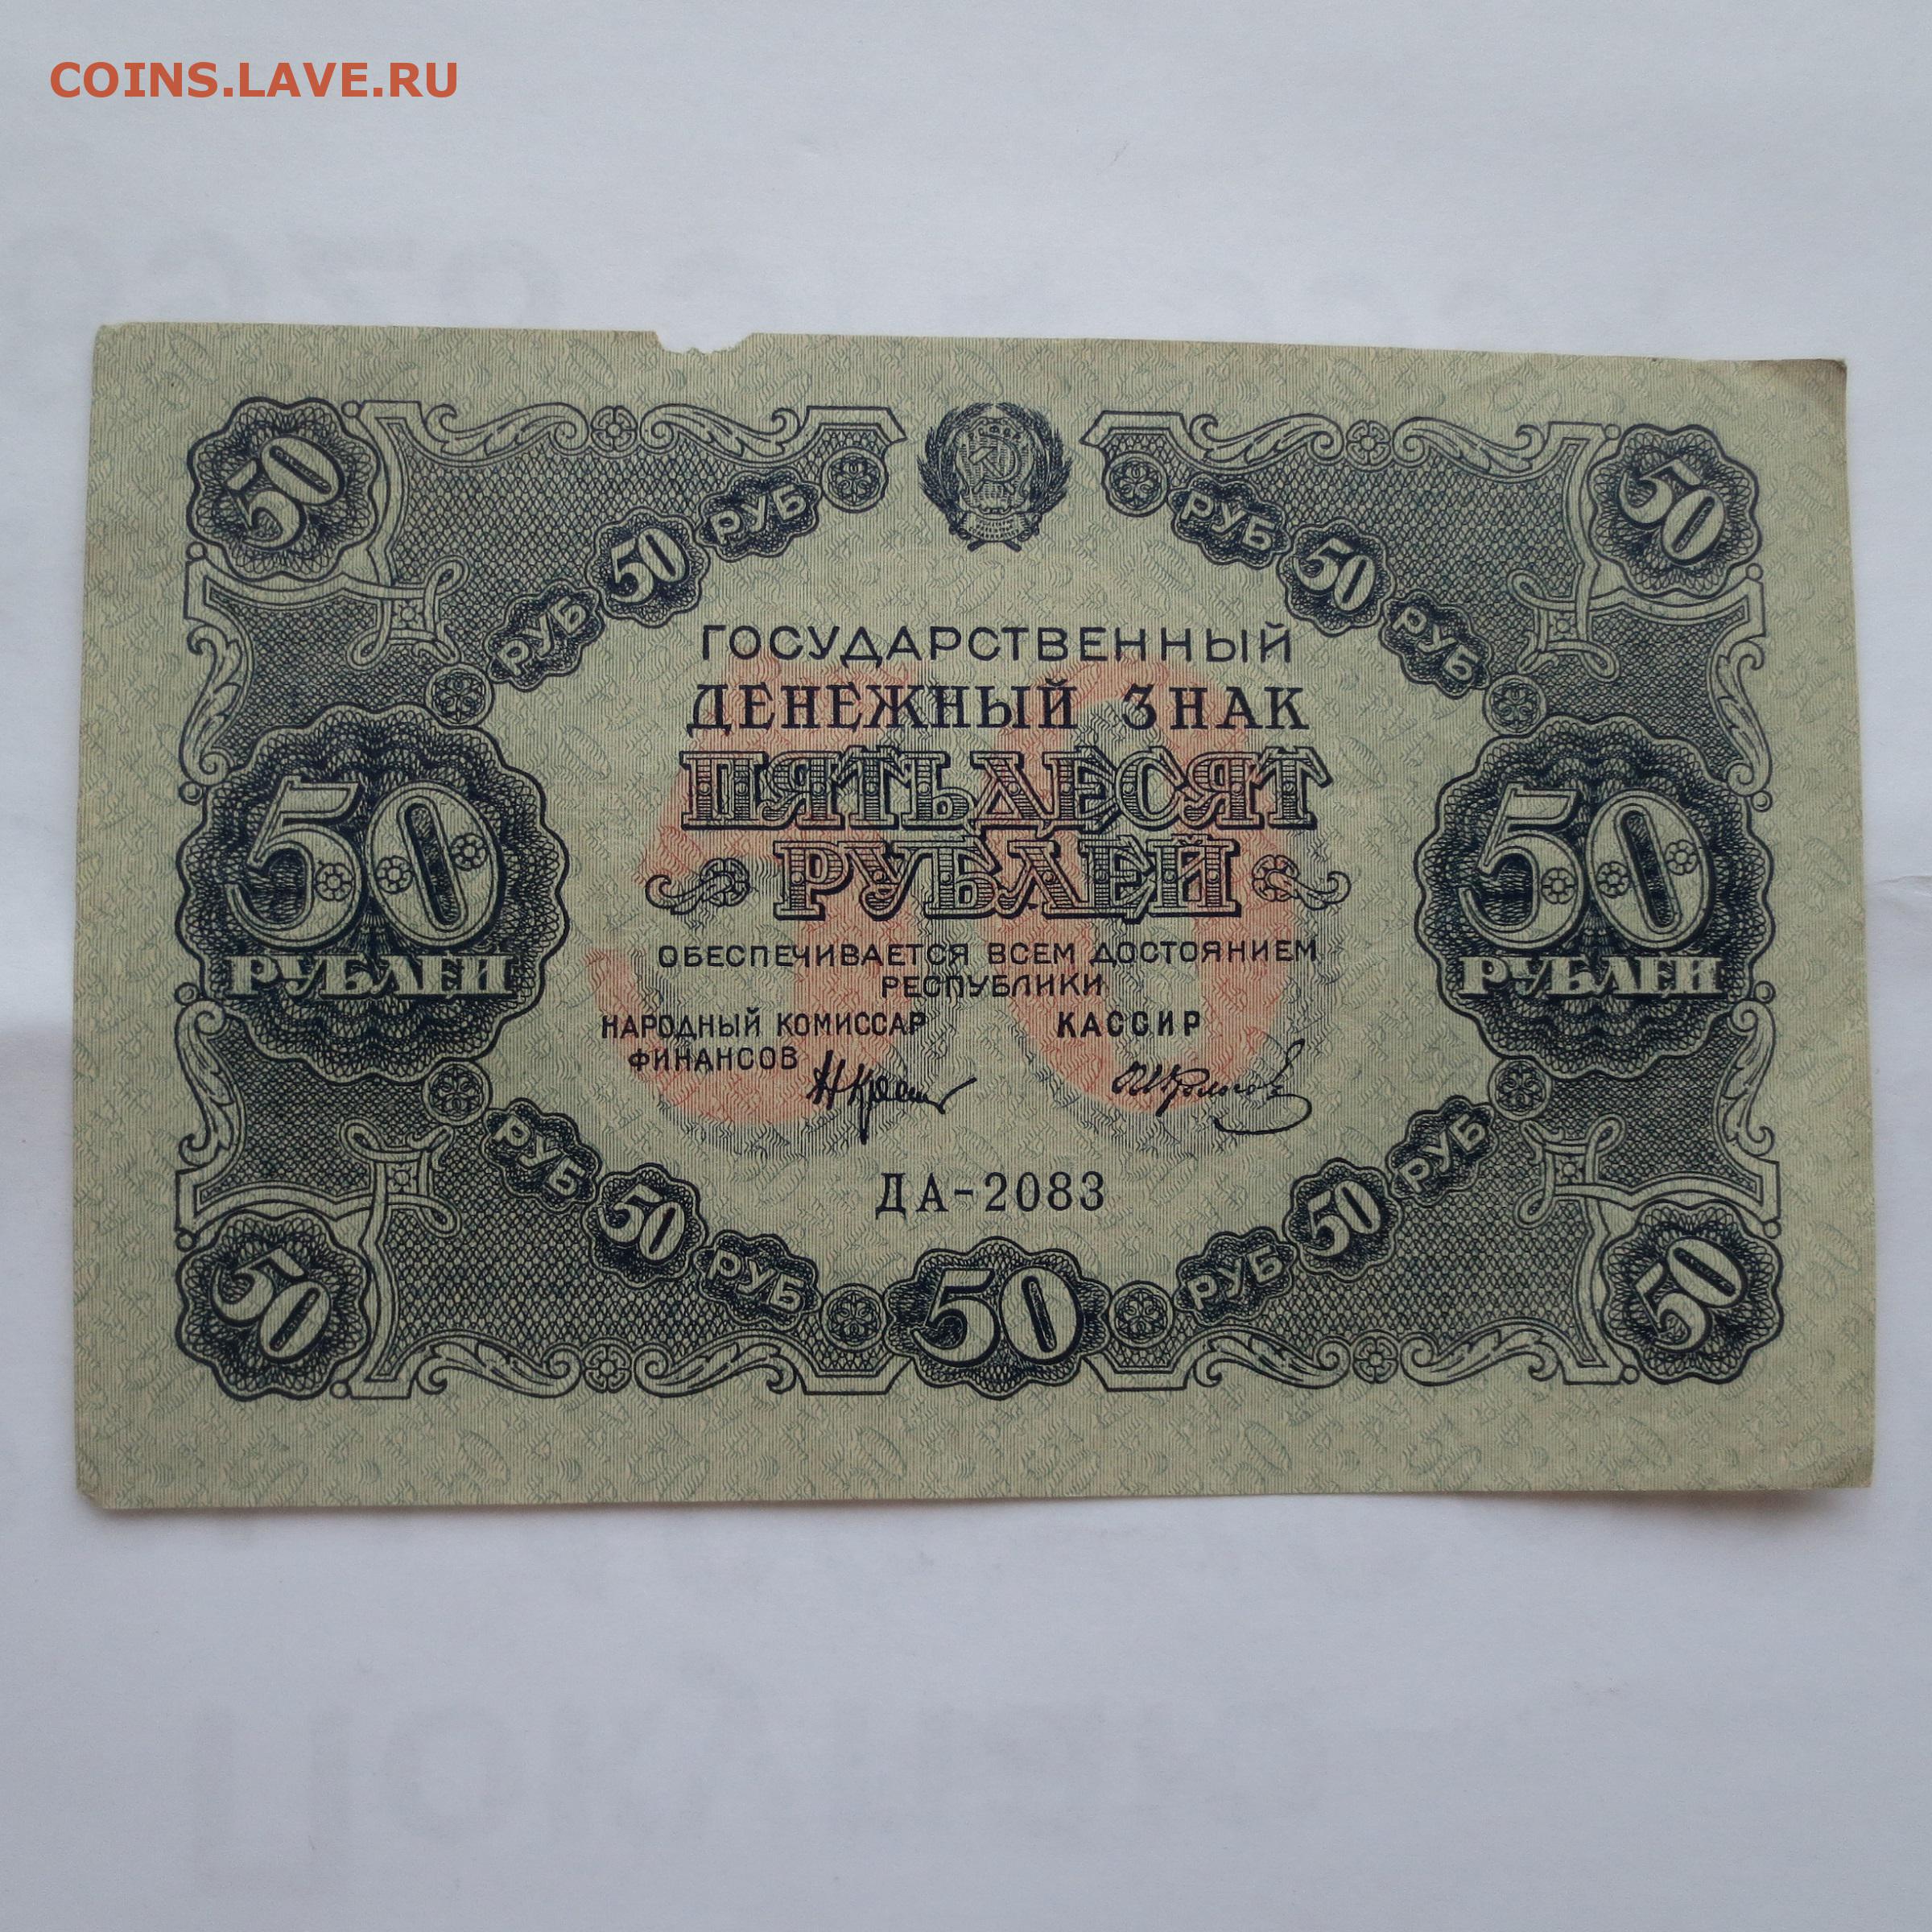 COINS.LAVE.RU
50 50
РУБ 50 РУБ РУБ 50 РУБ
ГОСУДАРСТВЕННЫЙ
ДЕНЕЖНЫЙ ЗНАК
ПЯТЬДЕСЯТ
РУБЛЕЙ
50 РУБЛЕЙ
50 РУБЛЕЙ
ОБЕСПЕЧИВАЕТСЯ ВСЕМ ДОСТОЯНИЕМ
РЕСПУБЛИКИ
НАРОДНЫЙ КОМИССАР
ФИНАНСОВ
КАССИР
ДА-2083
РУБ 50 РУБ РУБ 50 РУБ
50 50 50